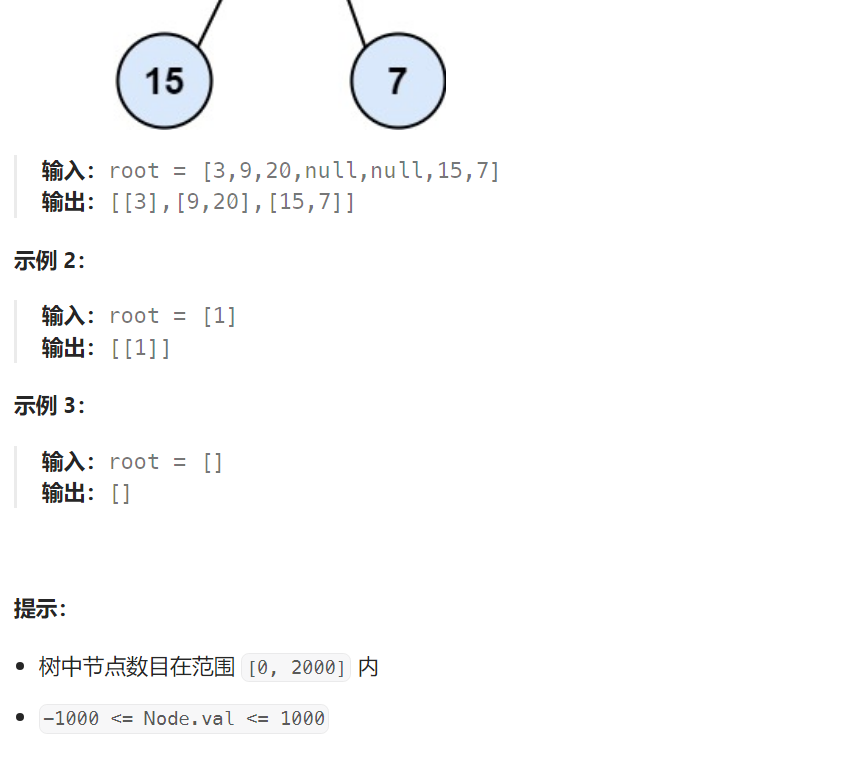 15 7
输入：root = [3,9,20,null,null,15,7]
输出：[[3],[9,20],[15,7]]
示例 2：
输入：root = [1]
输出：[[1]]
示例 3：
输入：root = []
输出：[]
提示：
树中节点数目在范围 [0, 2000] 内
-1000 <= Node.val <= 1000